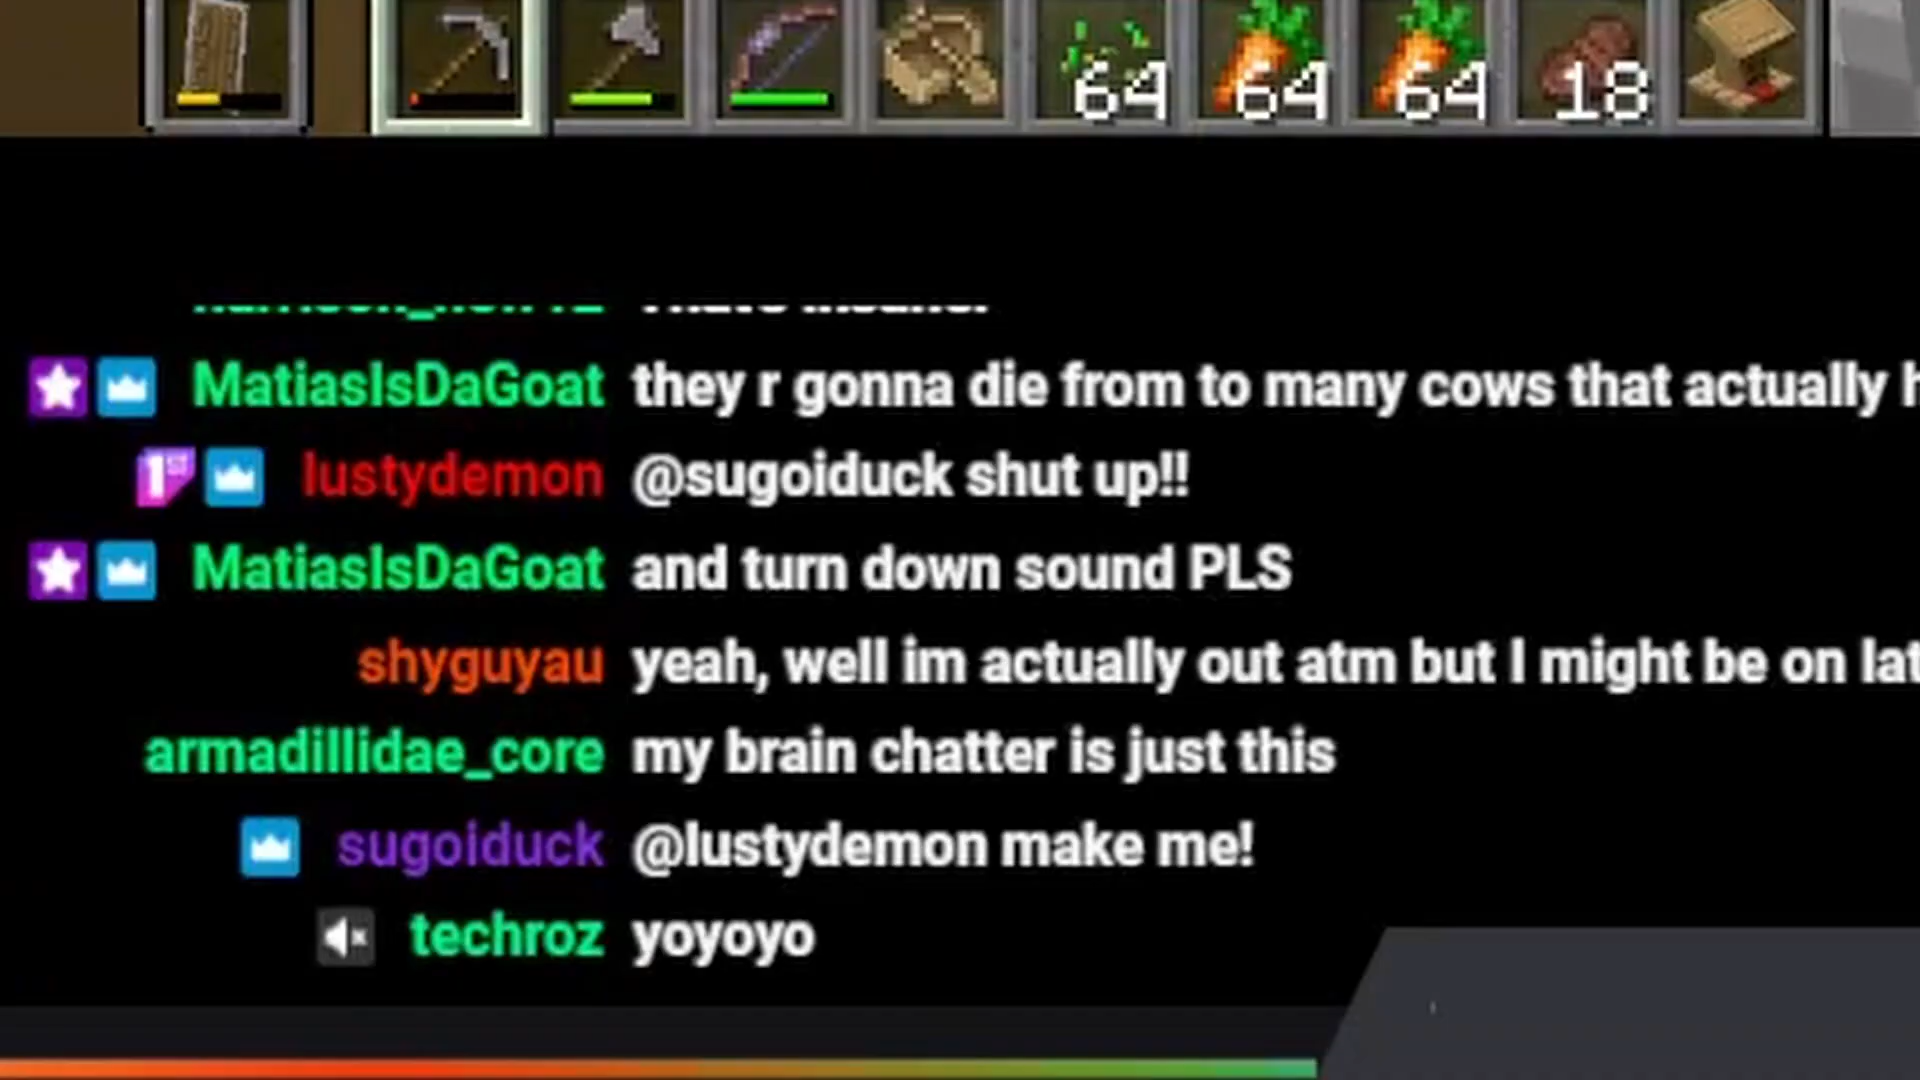 64 64 64 18
MatiasIsDaGoat they r gonna die from to many cows that actually
1ST lustydemon @sugoiduck shut up!!
MatiasIsDaGoat and turn down sound PLS
shyguyau yeah, well im actually out atm but I might be on
armadillidae_core my brain chatter is just this
sugoiduck @lustydemon make me!
techroz yoyoyo